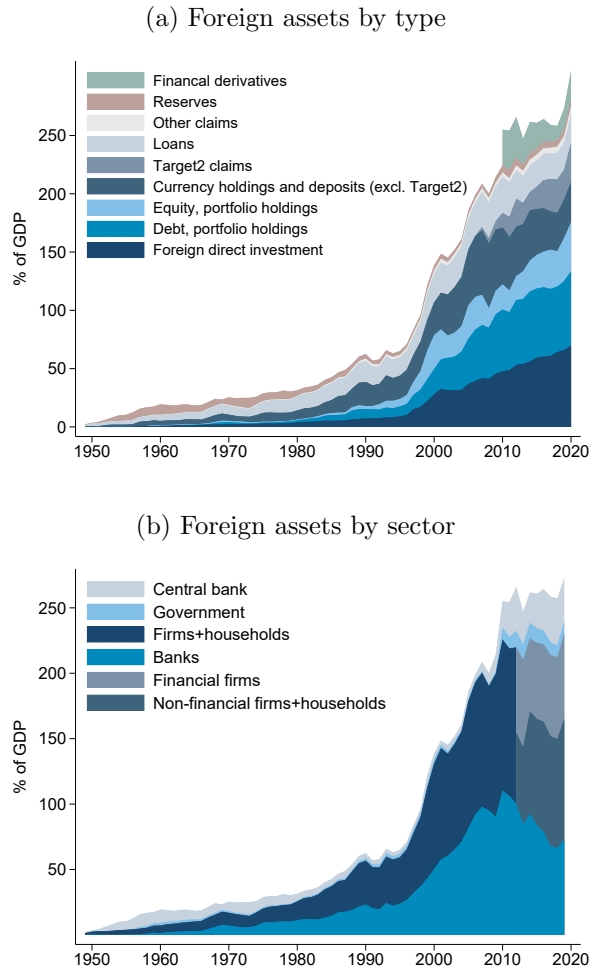 (a) Foreign assets by type
Financal derivatives
Reserves
Other claims
Loans
Target2 claims
Currency holdings and deposits (excl. Target2)
Equity, portfolio holdings
Debt, portfolio holdings
Foreign direct investment
% of GDP
250
200
150
100
50
0
1950 1960 1970 1980 1990 2000 2010 2020
(b) Foreign assets by sector
Central bank
Government
Firms+households
Banks
Financial firms
Non-financial firms+households
% of GDP
250
200
150
100
50
1950 1960 1970 1980 1990 2000 2010 2020